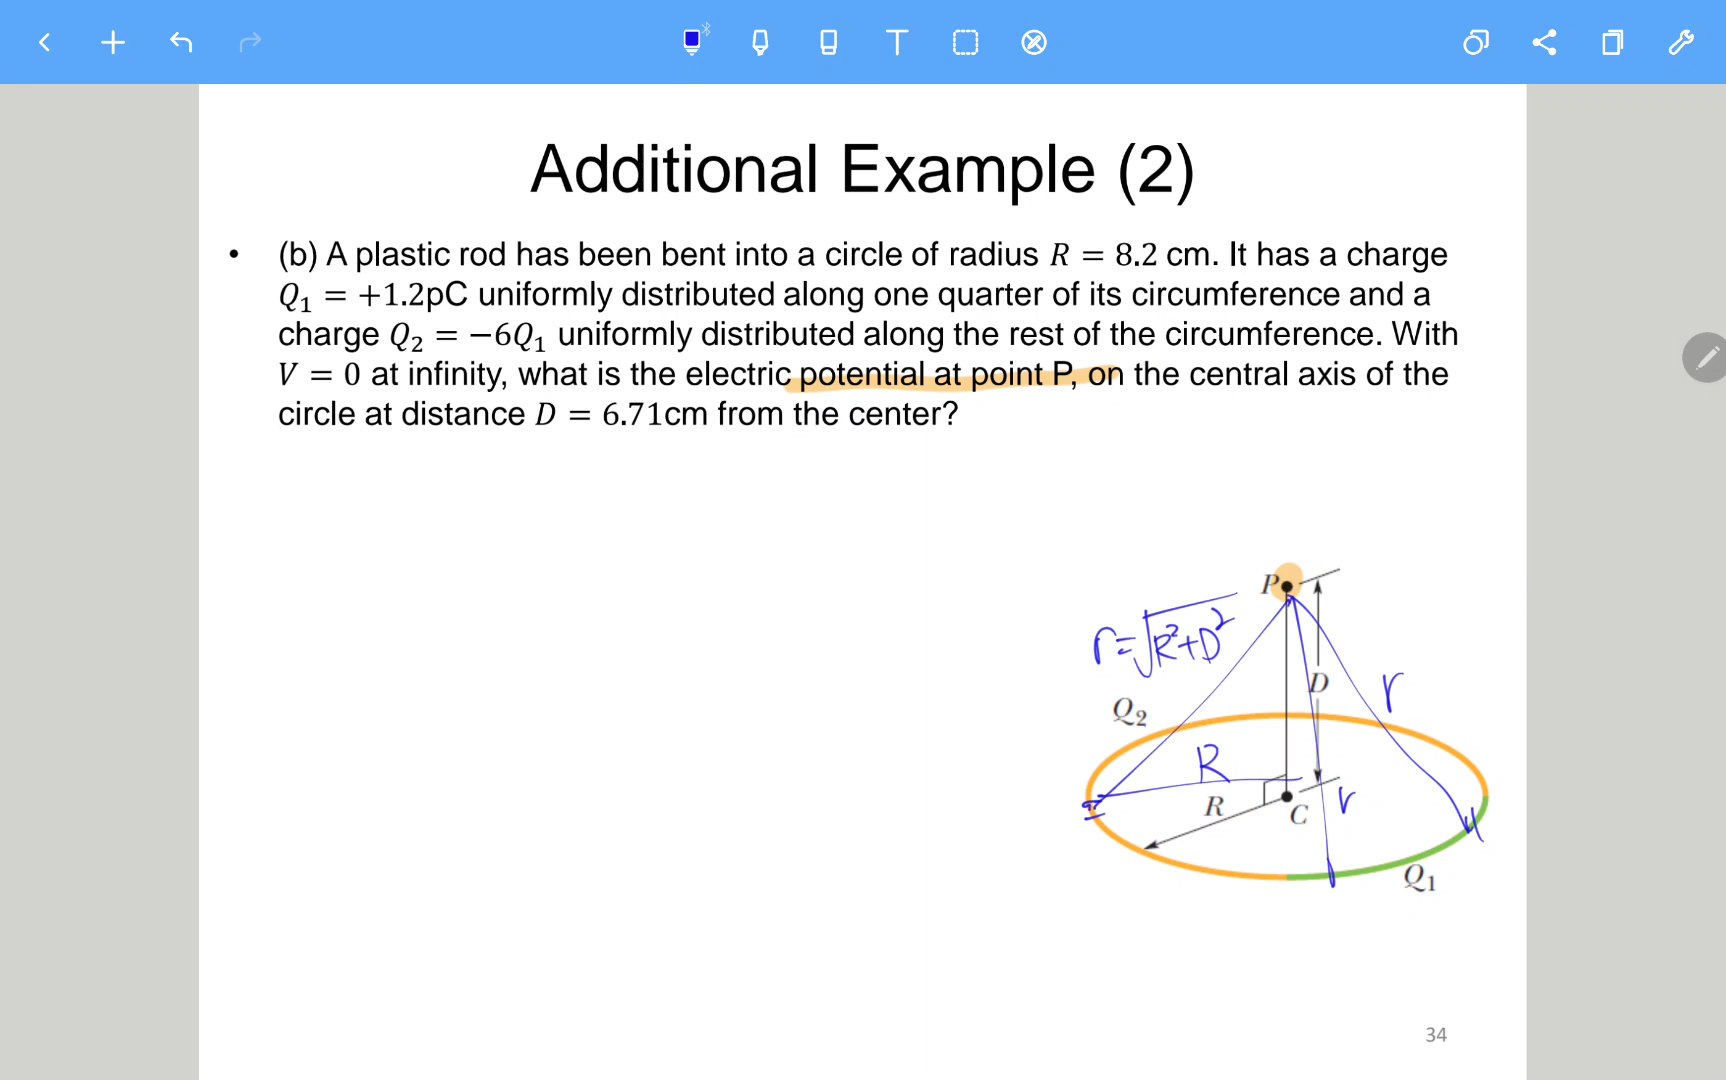 Additional Example (2)
• (b) A plastic rod has been bent into a circle of radius R = 8.2 cm. It has a charge
Q₁ = +1.2pC uniformly distributed along one quarter of its circumference and a
charge Q₂ = −6Q₁ uniformly distributed along the rest of the circumference. With
V = 0 at infinity, what is the electric potential at point P, on the central axis of the
circle at distance D = 6.71cm from the center?
P
r=√R²+D²
D
r
Q₂
R
R
C
r
Q₁
34